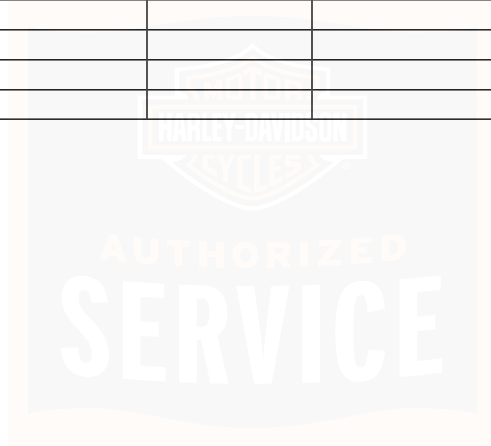 MOTOR
HARLEY-DAVIDSON
CYCLES
AUTHORIZED
SERVICE